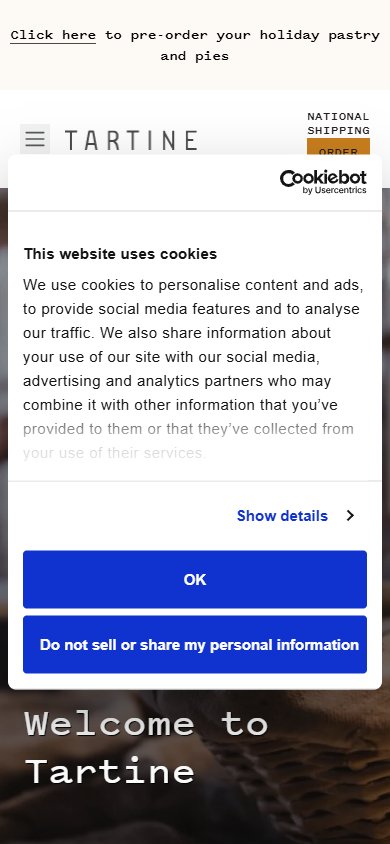 Click here to pre-order your holiday pastry
and pies
NATIONAL
SHIPPING
TARTINE
ORDER
Cookiebot
by Usercentrics
This website uses cookies
We use cookies to personalise content and ads,
to provide social media features and to analyse
our traffic. We also share information about
your use of our site with our social media,
advertising and analytics partners who may
combine it with other information that you've
provided to them or that they've collected from
your use of their services
Show details
OK
Do not sell or share my personal information
Welcome to
Tartine